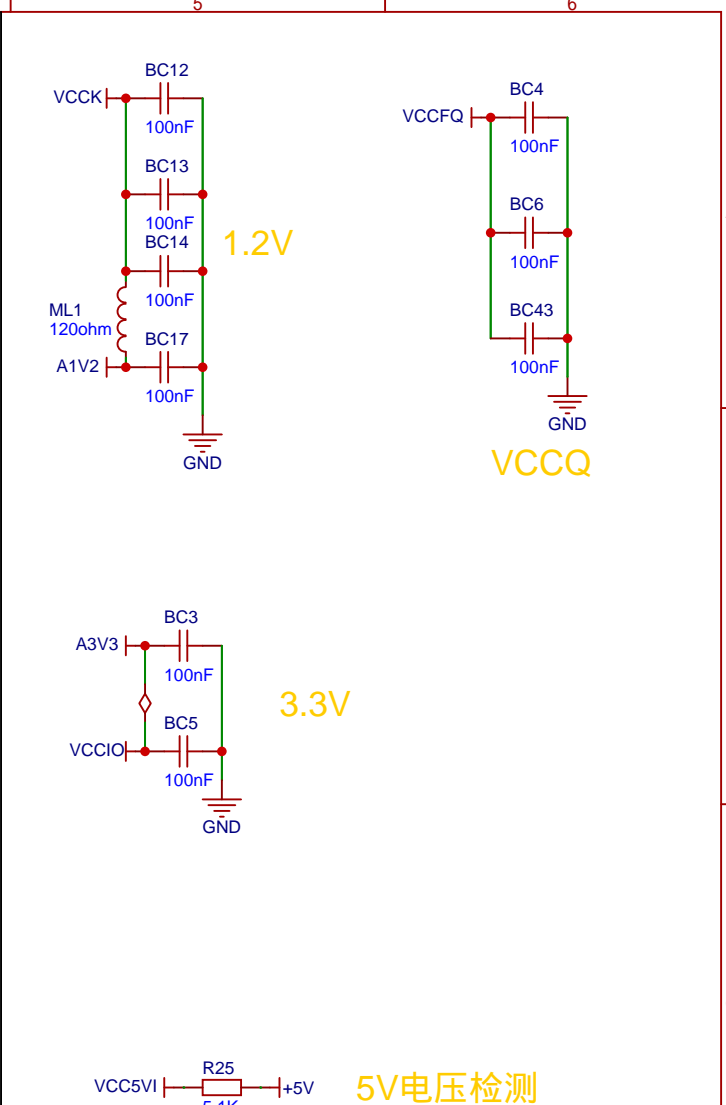 5
6
BC12
VCCK
100nF
BC13
100nF
BC14
100nF
1.2V
ML1
120ohm
BC17
A1V2
100nF
GND
BC4
VCCFQ
100nF
BC6
100nF
BC43
100nF
GND
VCCQ
BC3
A3V3
100nF
3.3V
BC5
VCCIO
100nF
GND
R25
VCC5VI
+5V
5.1K
5V电压检测